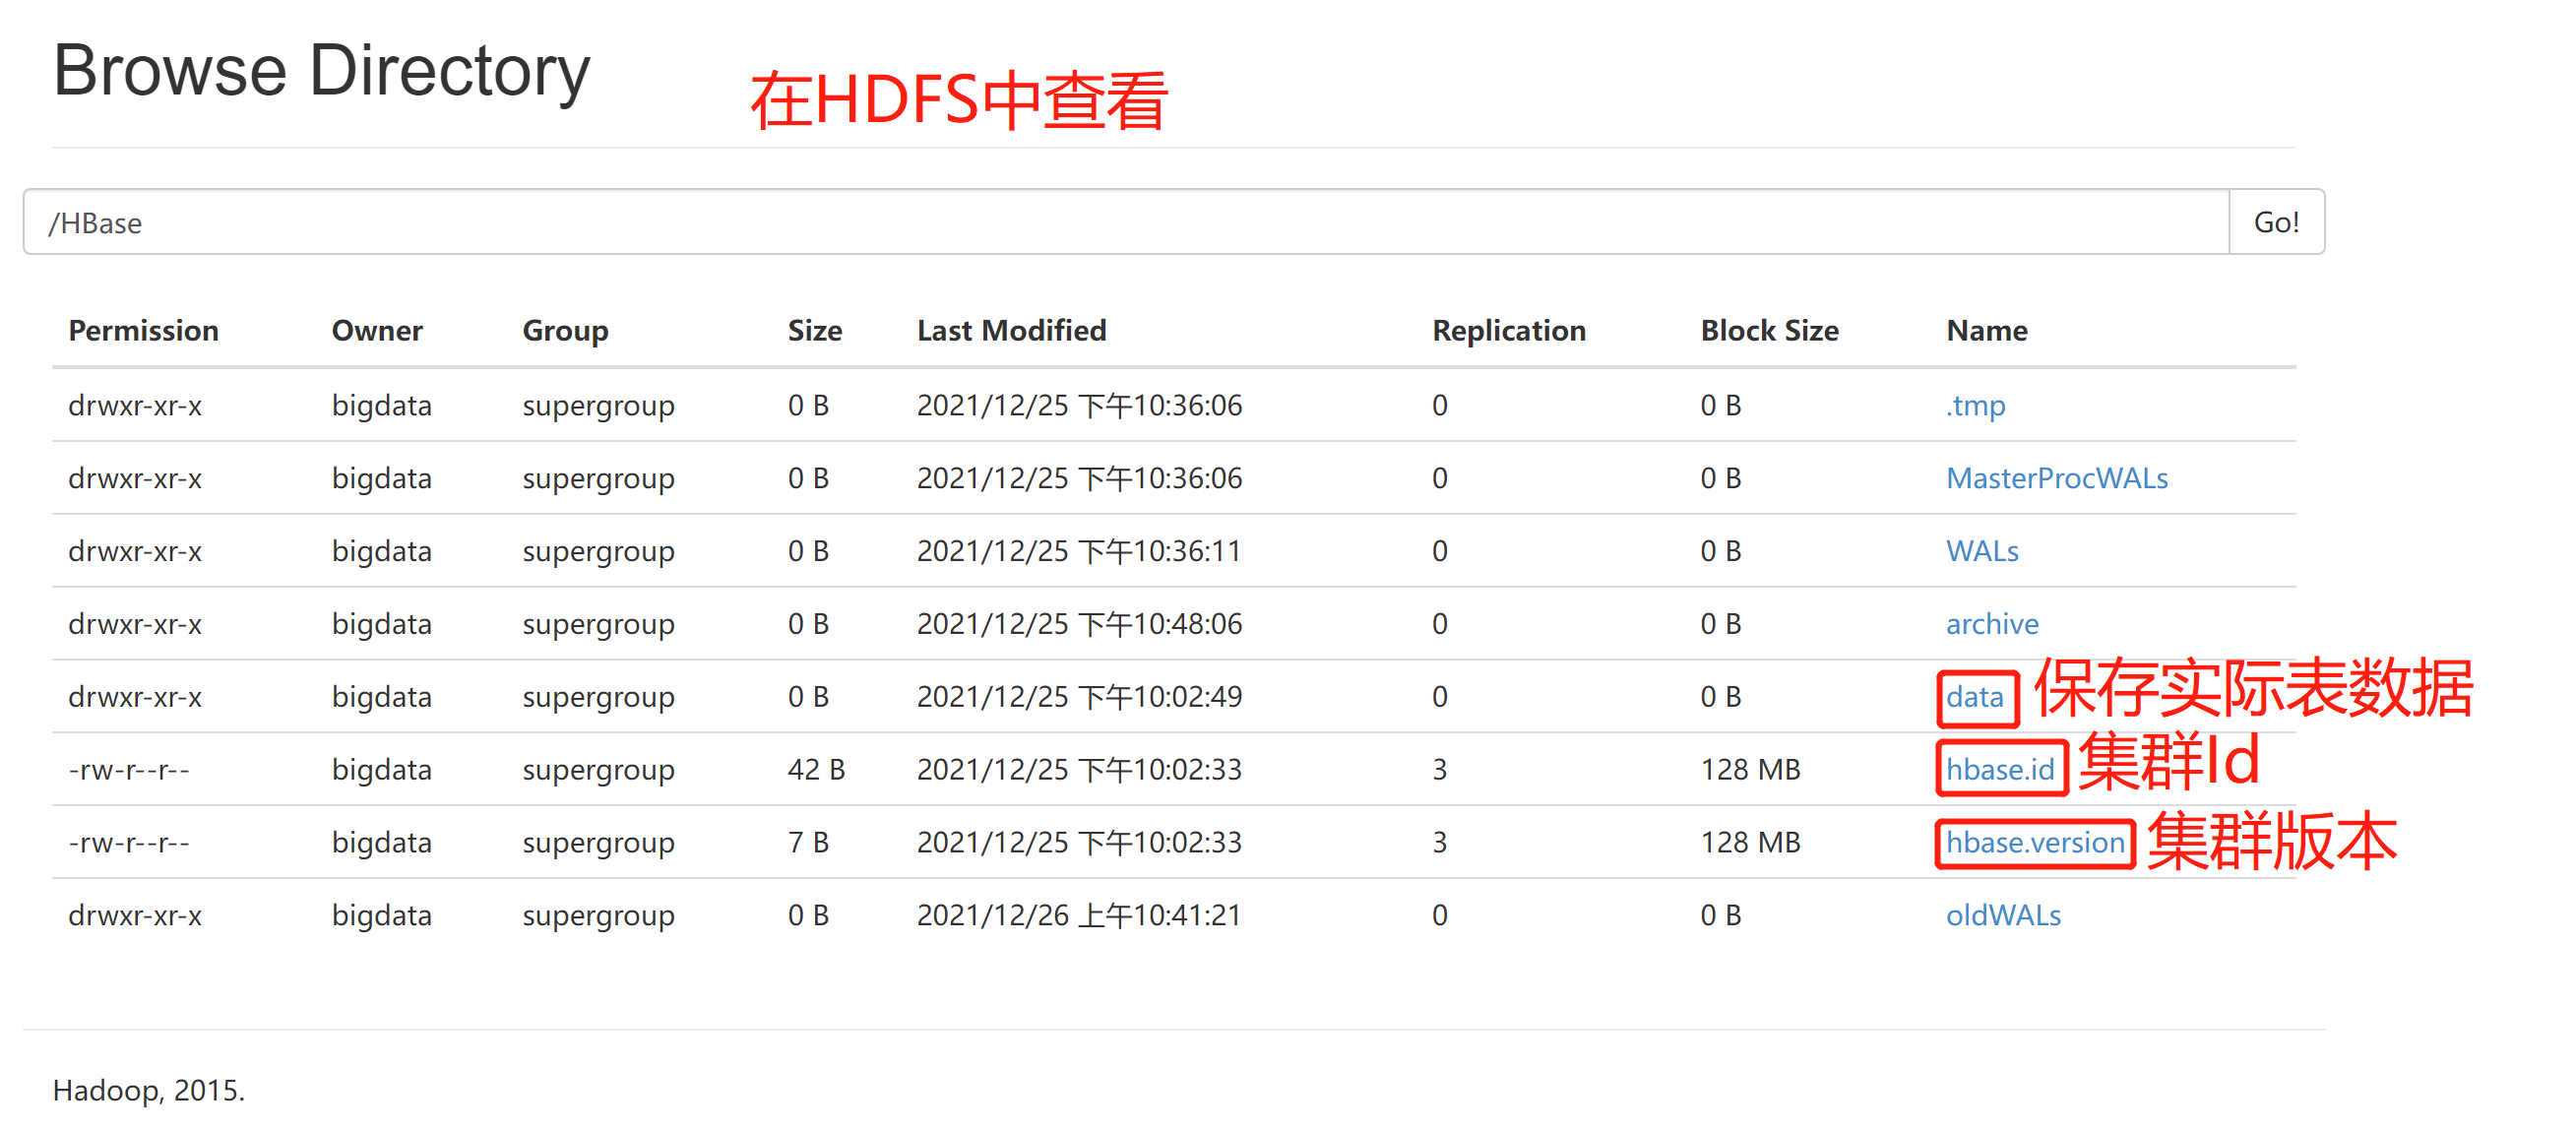 Browse Directory
在HDFS中查看
/HBase Go!
Permission Owner Group Size Last Modified Replication Block Size Name
drwxr-xr-x bigdata supergroup 0 B 2021/12/25 下午10:36:06 0 0 B .tmp
drwxr-xr-x bigdata supergroup 0 B 2021/12/25 下午10:36:06 0 0 B MasterProcWALs
drwxr-xr-x bigdata supergroup 0 B 2021/12/25 下午10:36:11 0 0 B WALs
drwxr-xr-x bigdata supergroup 0 B 2021/12/25 下午10:48:06 0 0 B archive
drwxr-xr-x bigdata supergroup 0 B 2021/12/25 下午10:02:49 0 0 B data 保存实际表数据
-rw-r--r-- bigdata supergroup 42 B 2021/12/25 下午10:02:33 3 128 MB hbase.id 集群Id
-rw-r--r-- bigdata supergroup 7 B 2021/12/25 下午10:02:33 3 128 MB hbase.version 集群版本
drwxr-xr-x bigdata supergroup 0 B 2021/12/26 上午10:41:21 0 0 B oldWALs
Hadoop, 2015.